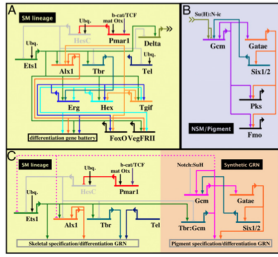 A
SM lineage
b-cat/TCF
Ubq.
mat Otx
HesC
Pmar1
Delta
Ubq.
Ets1
Alx1
Tbr
Tel
Erg
Hex
Tgif
differentiation gene battery
FoxO
VegFRII
B
Su(H):N-ic
Gcm
Gatae
Six1/2
Pks
Fmo
NSM/Pigment
C
SM lineage
b-cat/TCF
Ubq.
mat Otx
HesC
Pmar1
Notch:SuH
Synthetic GRN
Ubq.
Ets1
Alx1
Tbr
Tel
Gcm
Gatae
Tbr:Gcm
Six1/2
Skeletal specification/differentiation GRN
Pigment specification/differentiation GRN